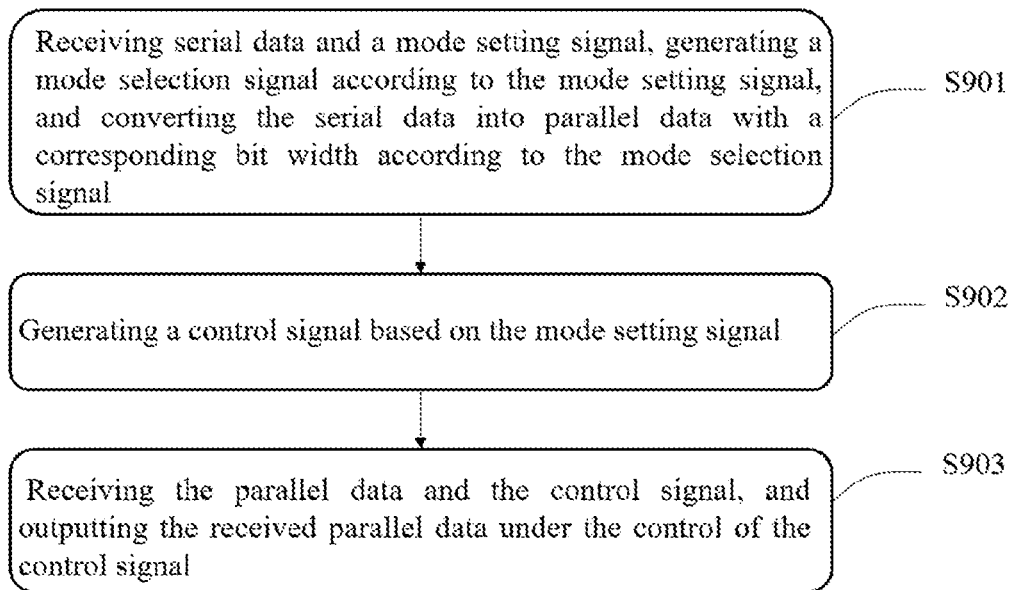 Receiving serial data and a mode setting signal, generating a
mode selection signal according to the mode setting signal,
and converting the serial data into parallel data with a
corresponding bit width according to the mode selection
signal
S901
Generating a control signal based on the mode setting signal
S902
Receiving the parallel data and the control signal, and
outputting the received parallel data under the control of the
control signal
S903